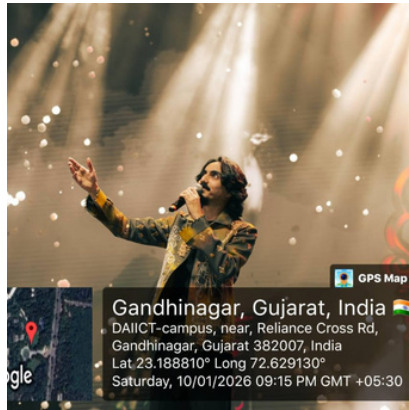 GPS Map
Gandhinagar, Gujarat, India
DAIICT-campus, near, Reliance Cross Rd,
Gandhinagar, Gujarat 382007, India
Lat 23.188810° Long 72.629130°
Saturday, 10/01/2026 09:15 PM GMT +05:30
ogle